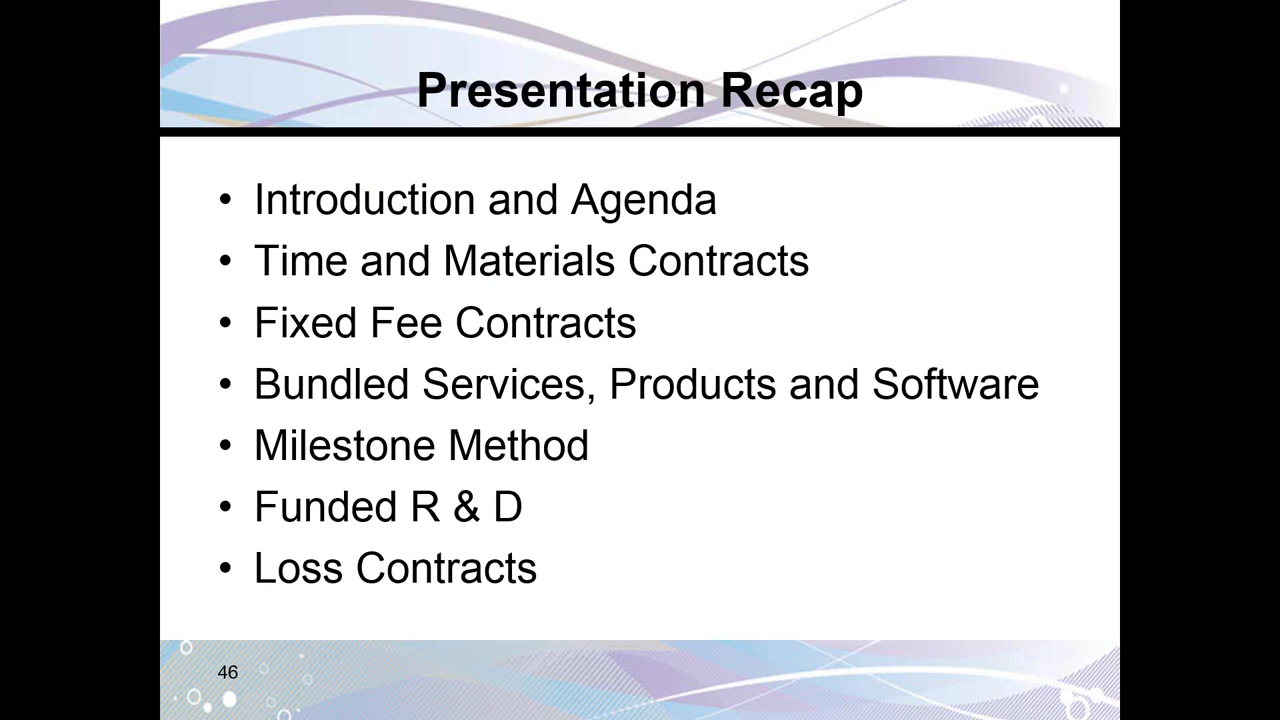 Presentation Recap
• Introduction and Agenda
• Time and Materials Contracts
• Fixed Fee Contracts
• Bundled Services, Products and Software
• Milestone Method
• Funded R & D
• Loss Contracts
46